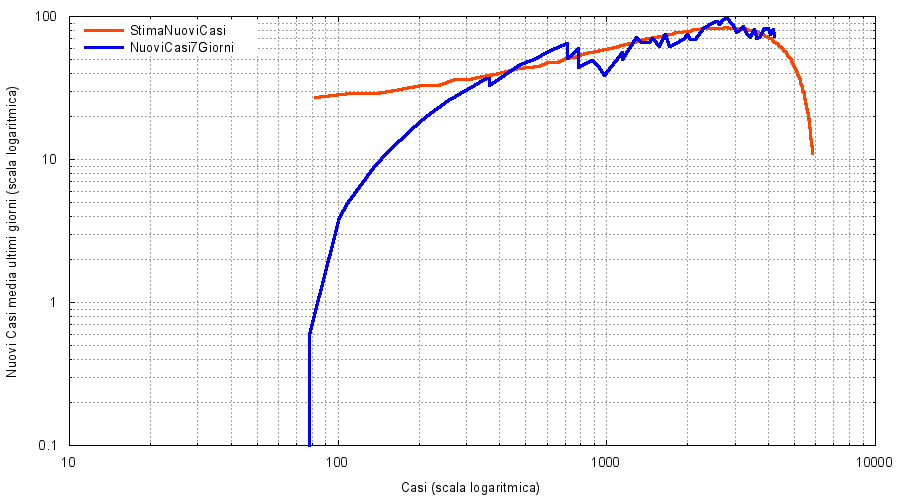 StimaNuoviCasi
NuoviCasi7Giorni
100
10
1
0.1
Nuovi Casi media ultimi giorni (scala logaritmica)
10
100
1000
10000
Casi (scala logaritmica)